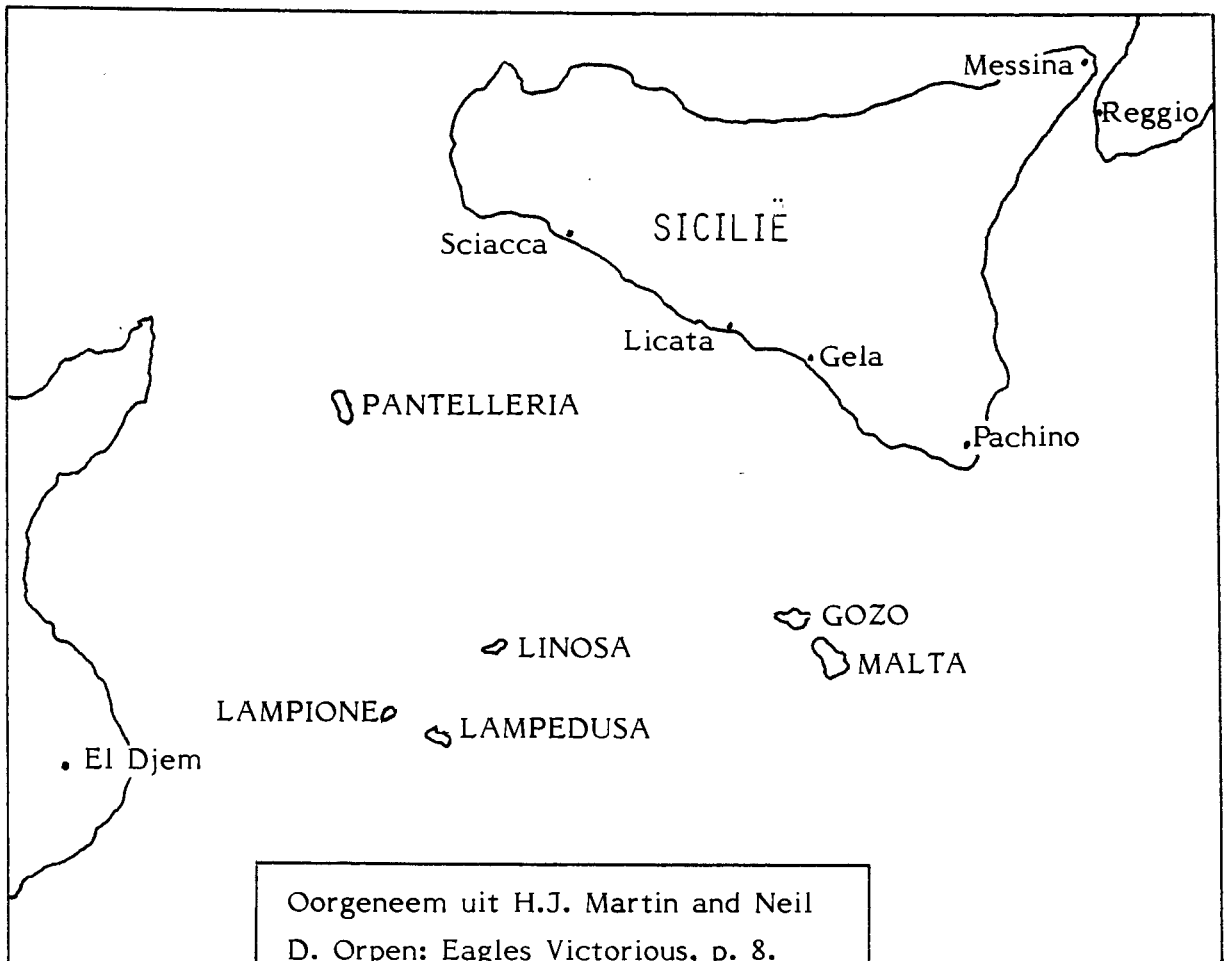 Messina
Reggio
SICILIË
Sciacca
Licata
Gela
PANTELLERIA
Pachino
GOZO
LINOSA
MALTA
LAMPIONE
LAMPEDUSA
El Djem
Oorgeneem uit H.J. Martin and Neil
D. Orpen: Eagles Victorious, p. 8.